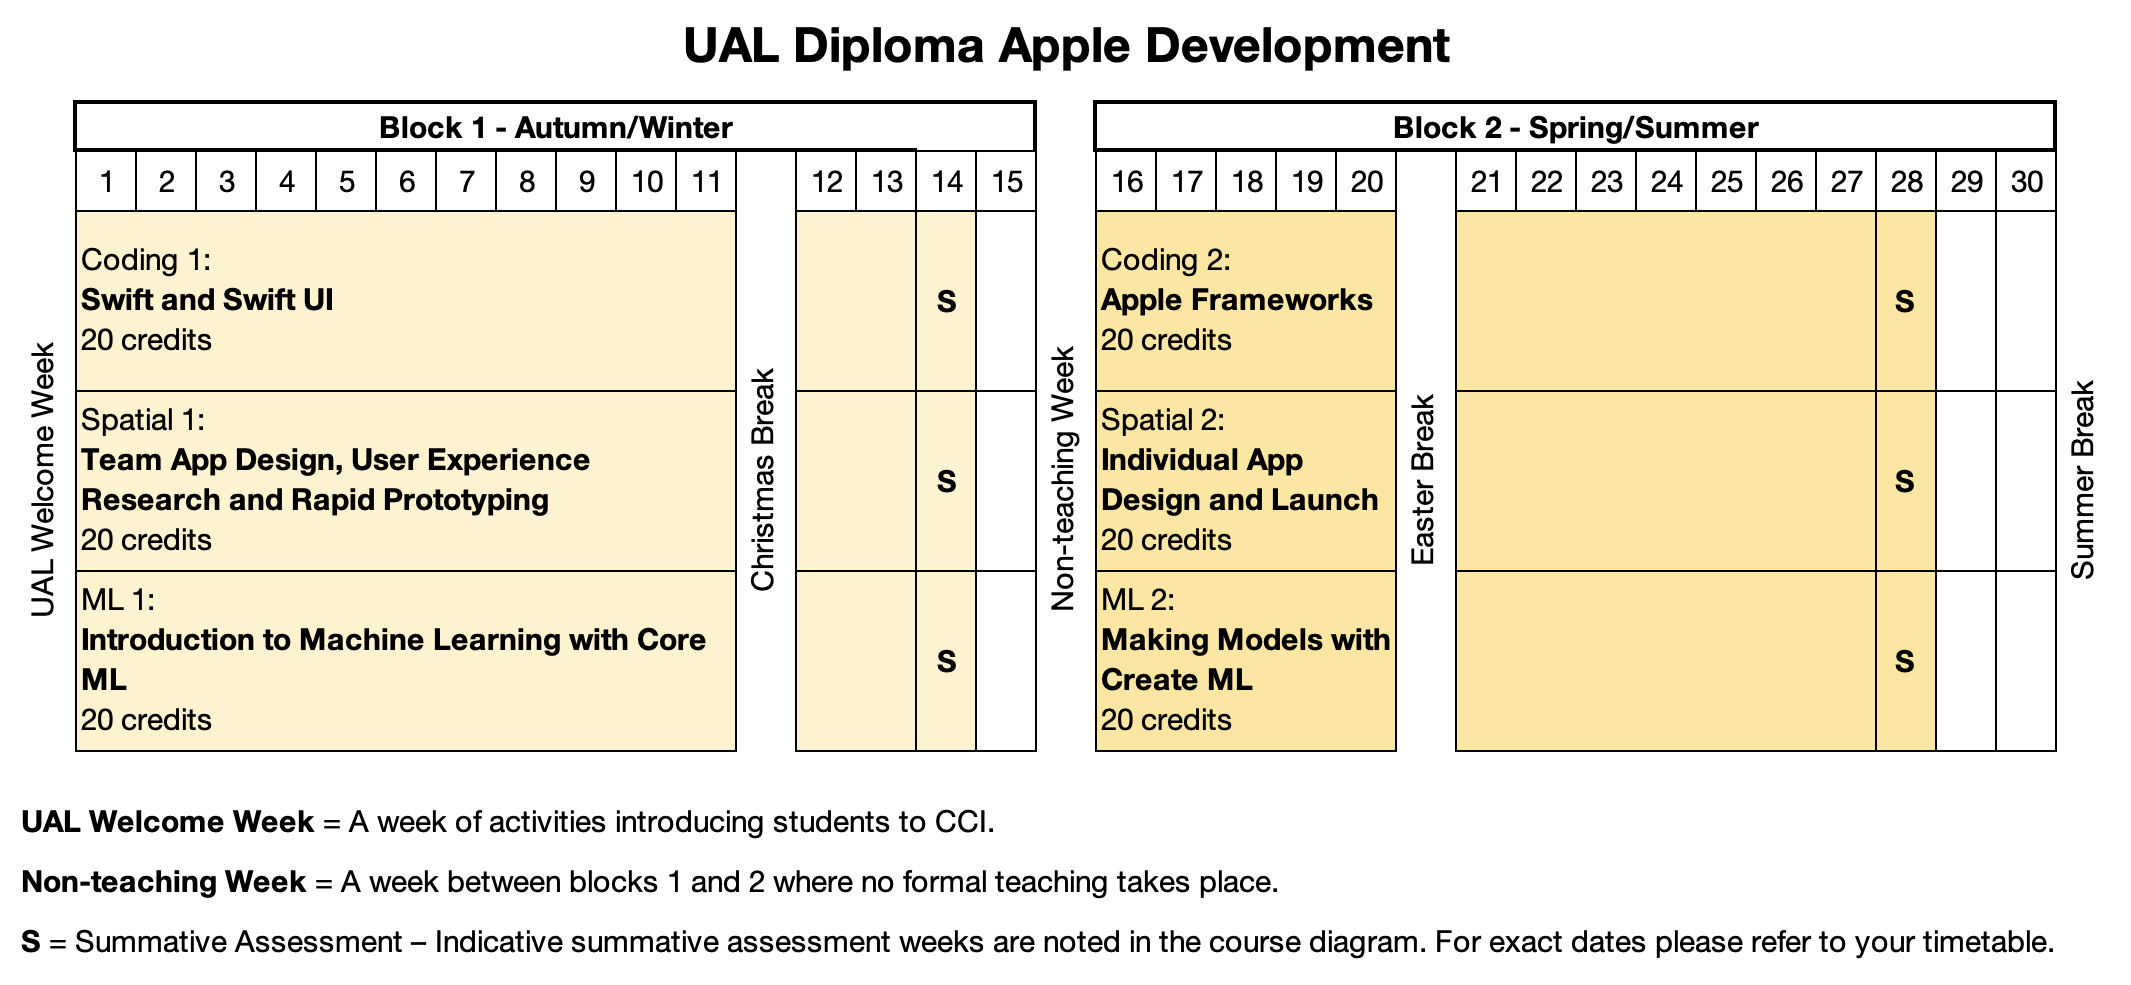 UAL Diploma Apple Development
Block 1 - Autumn/Winter
Block 2 - Spring/Summer
1 2 3 4 5 6 7 8 9 10 11 12 13 14 15 16 17 18 19 20 21 22 23 24 25 26 27 28 29 30
UAL Welcome Week
Coding 1:
Swift and Swift UI
20 credits
Spatial 1:
Team App Design, User Experience
Research and Rapid Prototyping
20 credits
ML 1:
Introduction to Machine Learning with Core
ML
20 credits
Christmas Break
S
S
S
Non-teaching Week
Coding 2:
Apple Frameworks
20 credits
Spatial 2:
Individual App
Design and Launch
20 credits
ML 2:
Making Models with
Create ML
20 credits
Easter Break
S
S
S
Summer Break
UAL Welcome Week = A week of activities introducing students to CCI.
Non-teaching Week = A week between blocks 1 and 2 where no formal teaching takes place.
S = Summative Assessment – Indicative summative assessment weeks are noted in the course diagram. For exact dates please refer to your timetable.